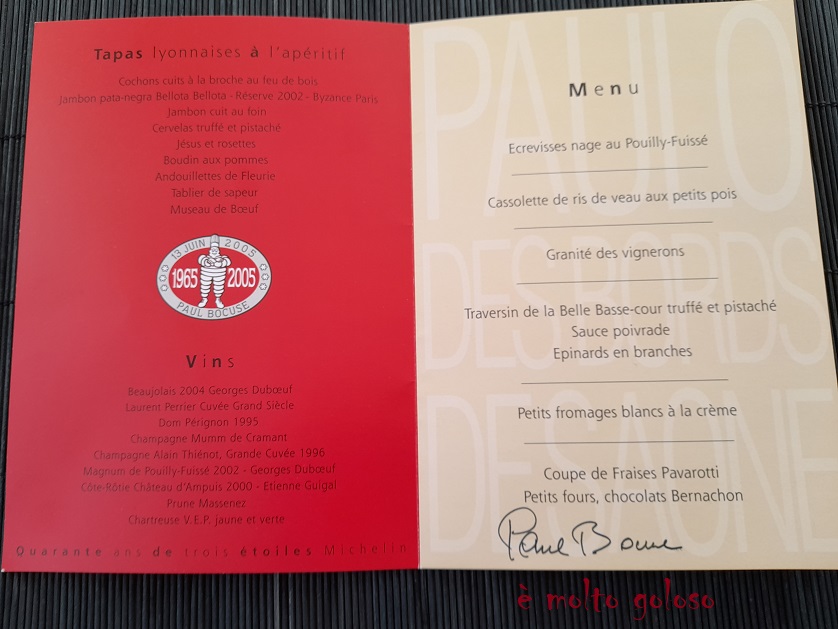 Tapas lyonnaises à l'apéritif
Cochons cuits à la broche au feu de bois
Jambon pata-negra Bellota Bellota - Réserve 2002 - Byzance Paris
Jambon cuit au foin
Cervelas truffé et pistaché
Jésus et rosettes
Boudin aux pommes
Andouillettes de Fleurie
Tablier de sapeur
Museau de Bœuf
13 JUIN 2005
1965 2005
PAUL BOCUSE
Vins
Beaujolais 2004 Georges Dubœuf
Laurent Perrier Cuvée Grand Siècle
Dom Pérignon 1995
Champagne Mumm de Cramant
Champagne Alain Thiénot, Grande Cuvée 1996
Magnum de Pouilly-Fuissé 2002 - Georges Dubœuf
Côte-Rôtie Château d'Ampuis 2000 - Etienne Guigal
Prune Massenez
Chartreuse V.E.P. jaune et verte
Quarante ans de trois étoiles Michelin
PAULO
DES BORDS
DE SAONE
Menu
Ecrevisses nage au Pouilly-Fuissé
Cassolette de ris de veau aux petits pois
Granité des vignerons
Traversin de la Belle Basse-cour truffé et pistaché
Sauce poivrade
Epinards en branches
Petits fromages blancs à la crème
Coupe de Fraises Pavarotti
Petits fours, chocolats Bernachon
Paul Bocuse
è molto goloso